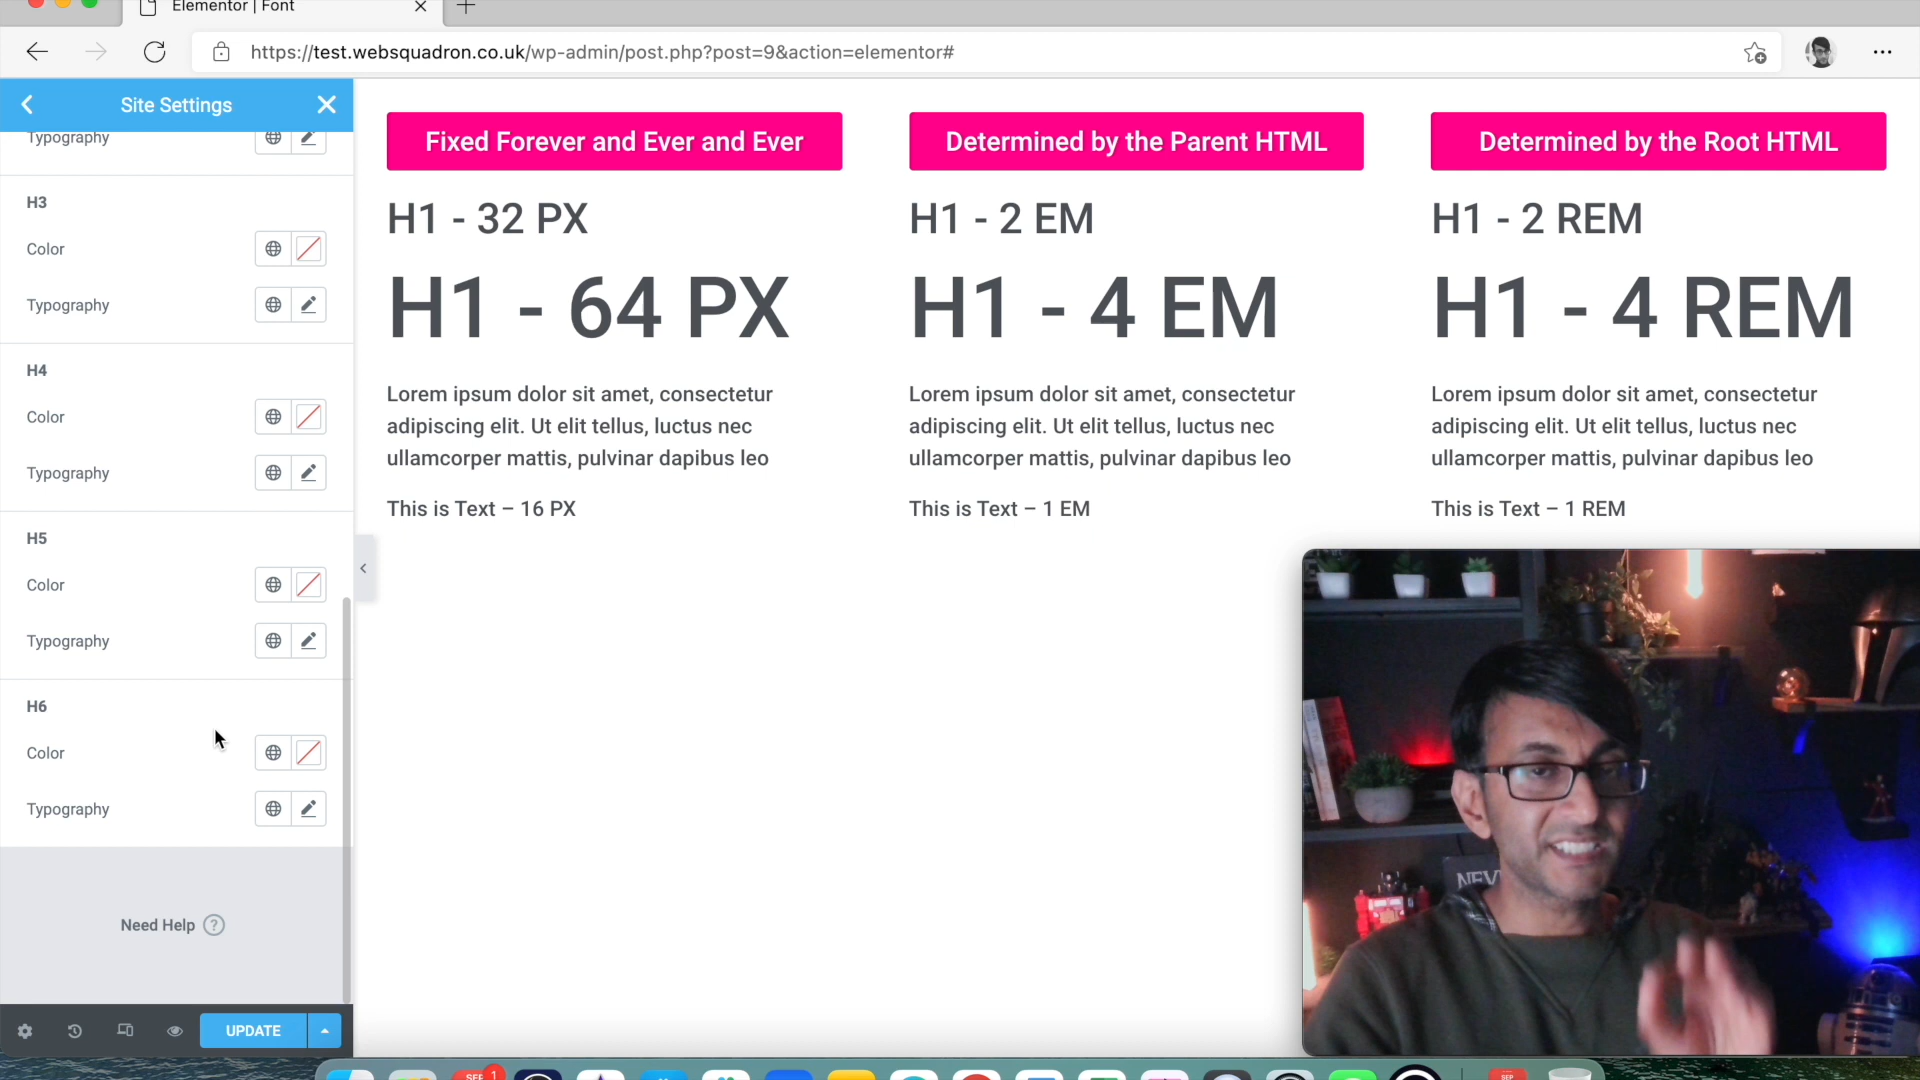 Elementor | Font
https://test.websquadron.co.uk/wp-admin/post.php?post=9&action=elementor#
Site Settings
Typography
H3
Color
Typography
H4
Color
Typography
H5
Color
Typography
H6
Color
Typography
Need Help ?
UPDATE
Fixed Forever and Ever and Ever
H1 - 32 PX
H1 - 64 PX
Lorem ipsum dolor sit amet, consectetur
adipiscing elit. Ut elit tellus, luctus nec
ullamcorper mattis, pulvinar dapibus leo
This is Text – 16 PX
Determined by the Parent HTML
H1 - 2 EM
H1 - 4 EM
Lorem ipsum dolor sit amet, consectetur
adipiscing elit. Ut elit tellus, luctus nec
ullamcorper mattis, pulvinar dapibus leo
This is Text – 1 EM
Determined by the Root HTML
H1 - 2 REM
H1 - 4 REM
Lorem ipsum dolor sit amet, consectetur
adipiscing elit. Ut elit tellus, luctus nec
ullamcorper mattis, pulvinar dapibus leo
This is Text – 1 REM
SEP
1
SEP